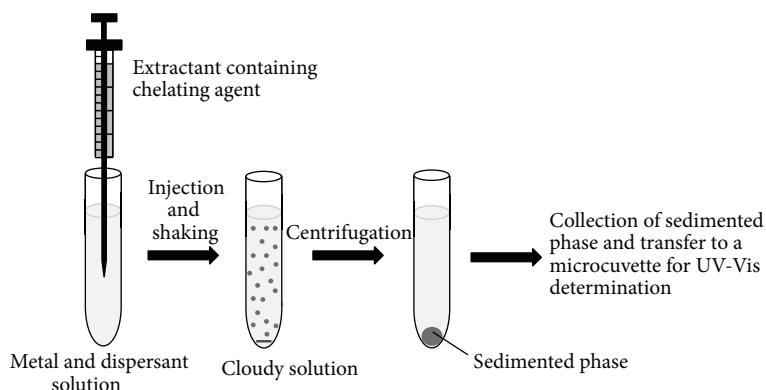 Extractant containing
chelating agent
Injection
and
shaking
Centrifugation
Collection of sedimented
phase and transfer to a
microcuvette for UV-Vis
determination
Metal and dispersant
solution
Cloudy solution
Sedimented phase